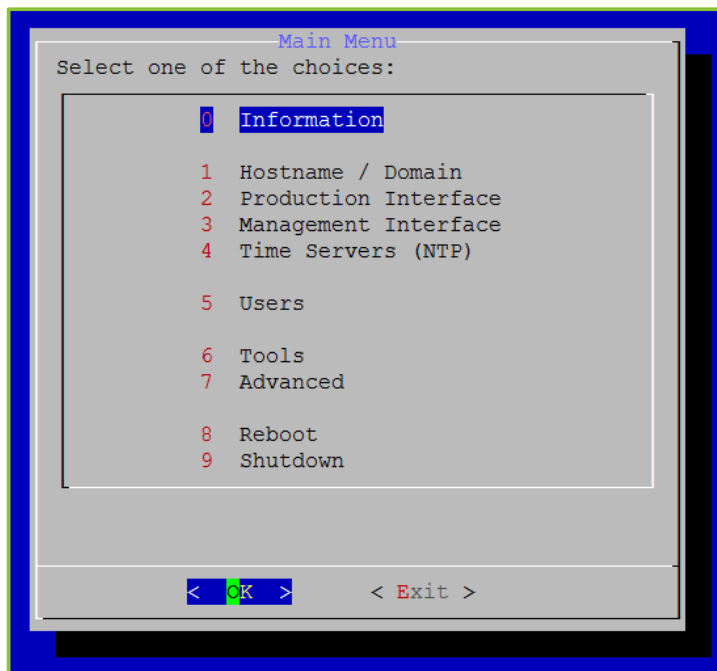 Main Menu
Select one of the choices:
0 Information
1 Hostname / Domain
2 Production Interface
3 Management Interface
4 Time Servers (NTP)
5 Users
6 Tools
7 Advanced
8 Reboot
9 Shutdown
< OK > < Exit >